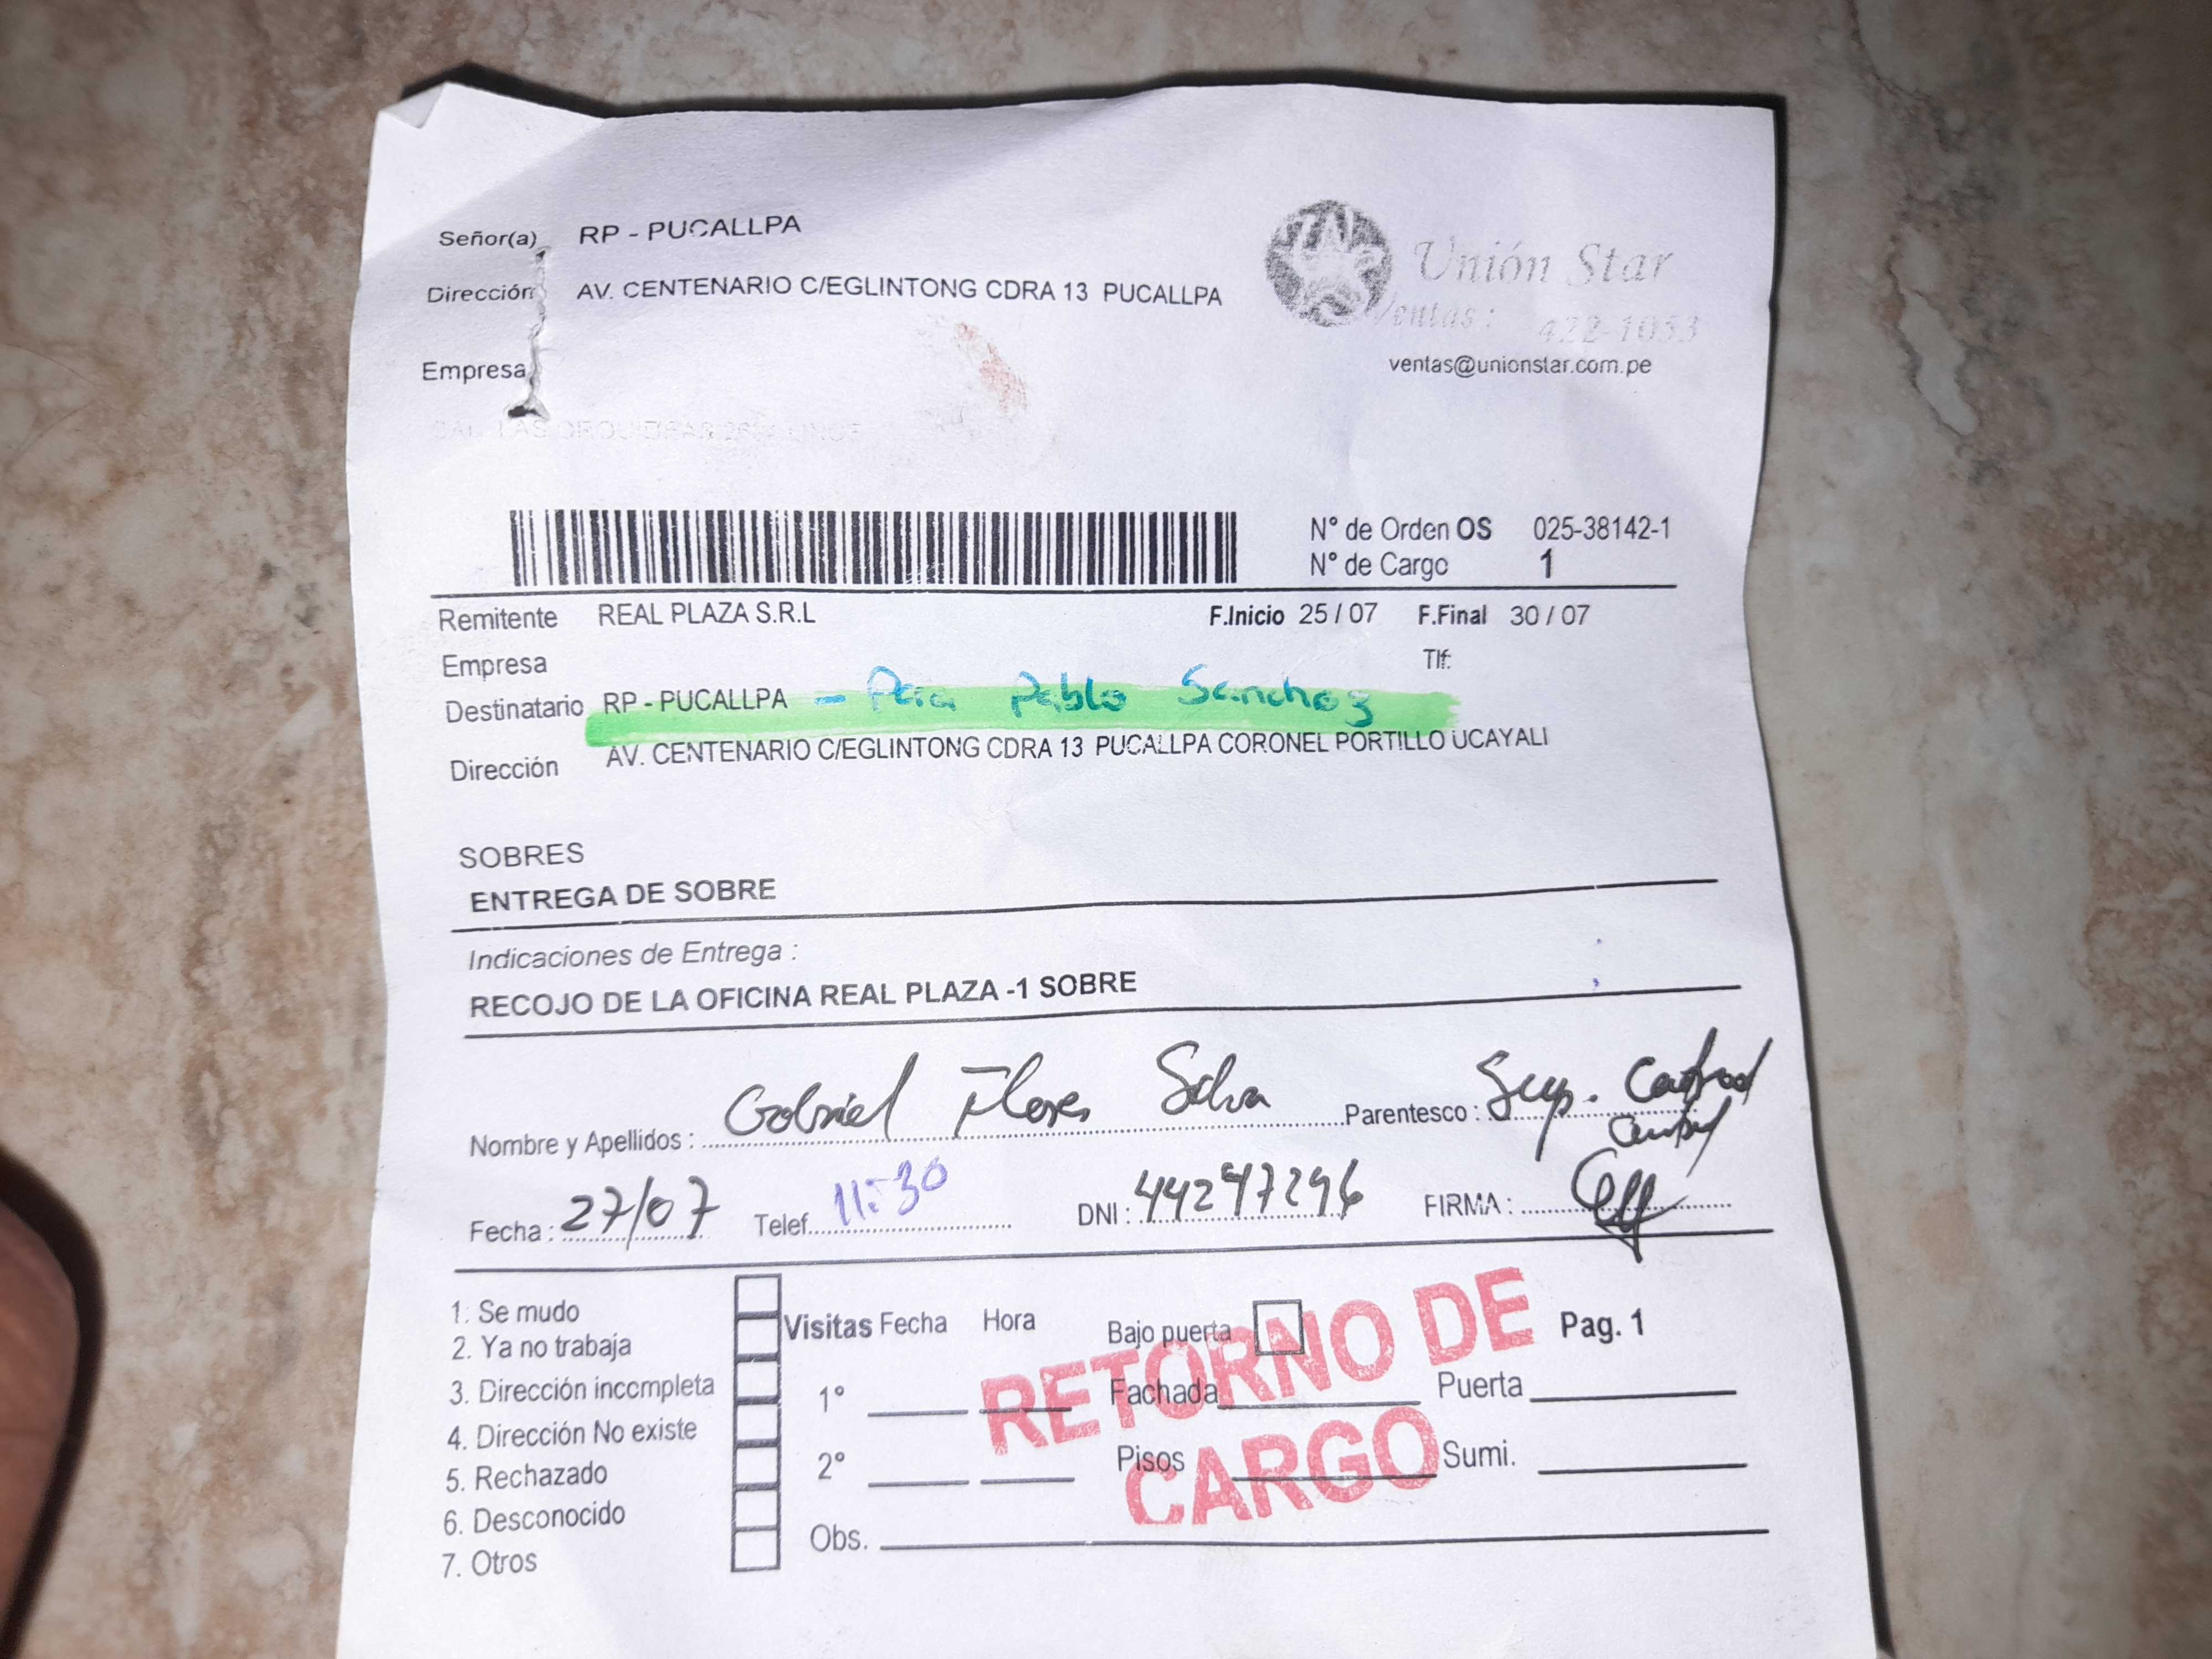 Señor(a) RP - PUCALLPA
Dirección AV. CENTENARIO C/EGLINTONG CDRA 13 PUCALLPA
Empresa
Unión Star
Ventas: 422-1053
ventas@unionstar.com.pe
N° de Orden OS 025-38142-1
N° de Cargo 1
Remitente REAL PLAZA S.R.L F.Inicio 25 / 07 F.Final 30 / 07
Empresa Tlf:
Destinatario RP - PUCALLPA - Para Pablo Sanchez
Dirección AV. CENTENARIO C/EGLINTONG CDRA 13 PUCALLPA CORONEL PORTILLO UCAYALI
SOBRES
ENTREGA DE SOBRE
Indicaciones de Entrega :
RECOJO DE LA OFICINA REAL PLAZA -1 SOBRE
Nombre y Apellidos : Gabriel Flores Silva Parentesco : Sup.
Fecha : 27/07 Telef. 11:30 DNI : 44247296 FIRMA :
1. Se mudo
2. Ya no trabaja
3. Dirección incompleta
4. Dirección No existe
5. Rechazado
6. Desconocido
7. Otros
Visitas Fecha Hora Bajo puerta Pag. 1
1° Fachada Puerta
2° Pisos Sumi.
Obs.
RETORNO DE
CARGO